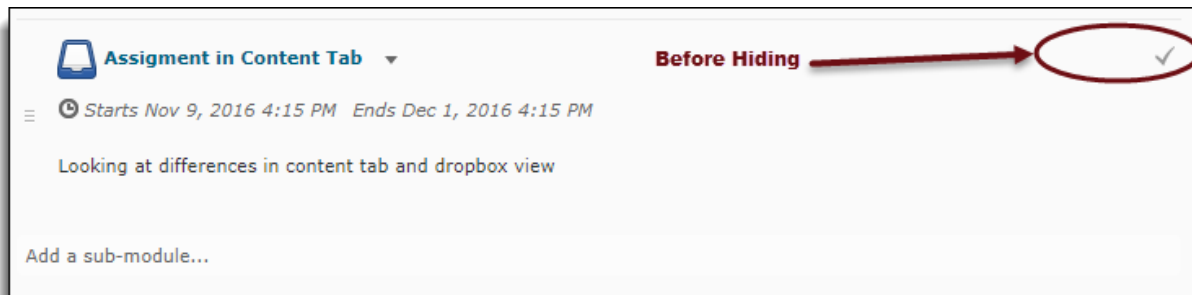 Assigment in Content Tab
Before Hiding
Starts Nov 9, 2016 4:15 PM Ends Dec 1, 2016 4:15 PM
Looking at differences in content tab and dropbox view
Add a sub-module...